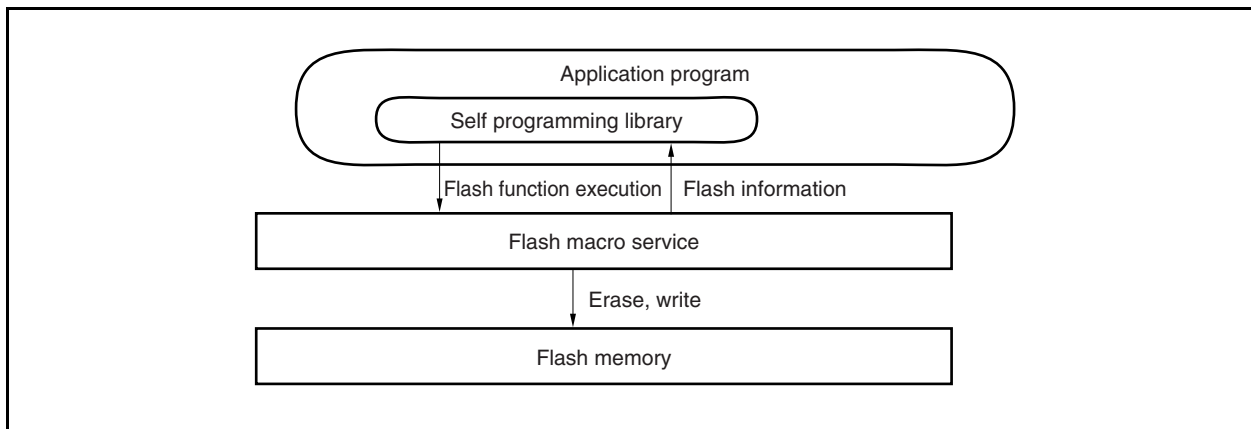 Application program
Self programming library
Flash function execution
Flash information
Flash macro service
Erase, write
Flash memory